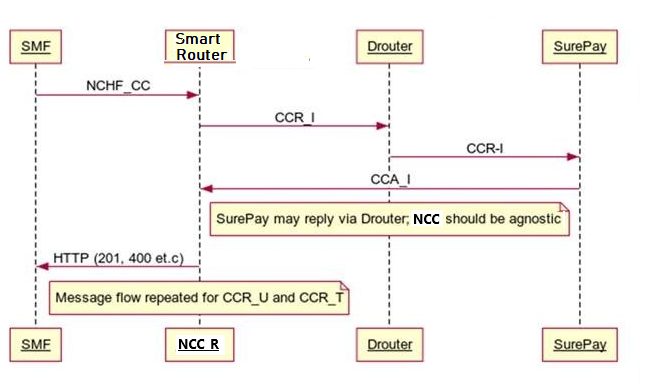 SMF
Smart
Router
Drouter
SurePay
NCHF_CC
CCR_I
CCR-I
CCA_I
SurePay may reply via Drouter; NCC should be agnostic
HTTP (201, 400 et.c)
Message flow repeated for CCR_U and CCR_T
SMF
NCC R
Drouter
SurePay